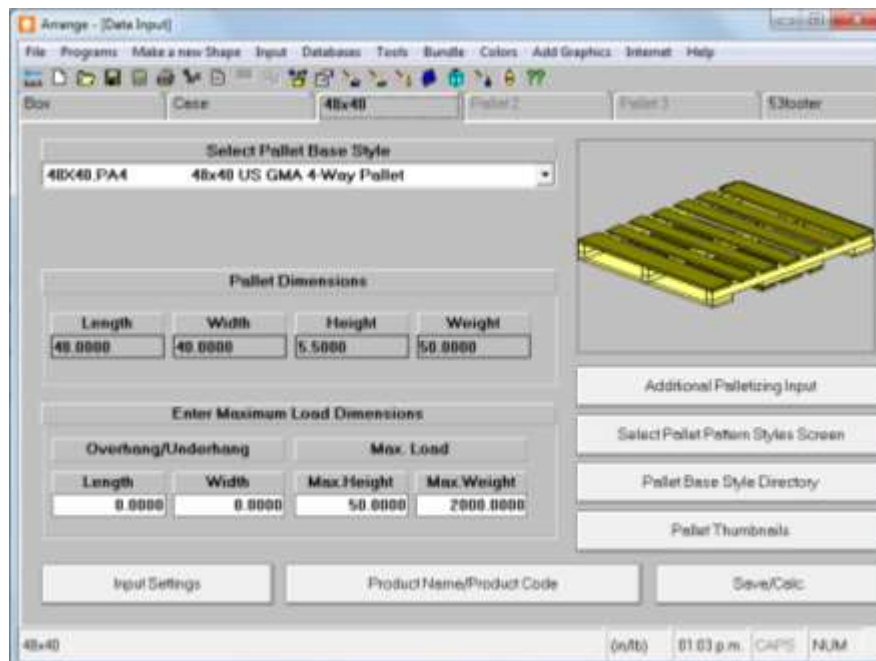 Arrange - [Data Input]
File Programs Make a new Shape Input Databases Tools Bundle Colors Add Graphics Internet Help
Box Case 48x40 Pallet 2 Pallet 3 53footer
Select Pallet Base Style
48X40.PA4 48x40 US GMA 4-Way Pallet
Pallet Dimensions
Length Width Height Weight
48.0000 40.0000 5.5000 50.0000
Additional Palletizing Input
Enter Maximum Load Dimensions
Select Pallet Pattern Styles Screen
Overhang/Underhang Max. Load
Length Width Max.Height Max.Weight
Pallet Base Style Directory
0.0000 0.0000 50.0000 2000.0000
Pallet Thumbnails
Input Settings Product Name/Product Code Save/Calc
48x40 (in/lb) 01:03 p.m. CAPS NUM